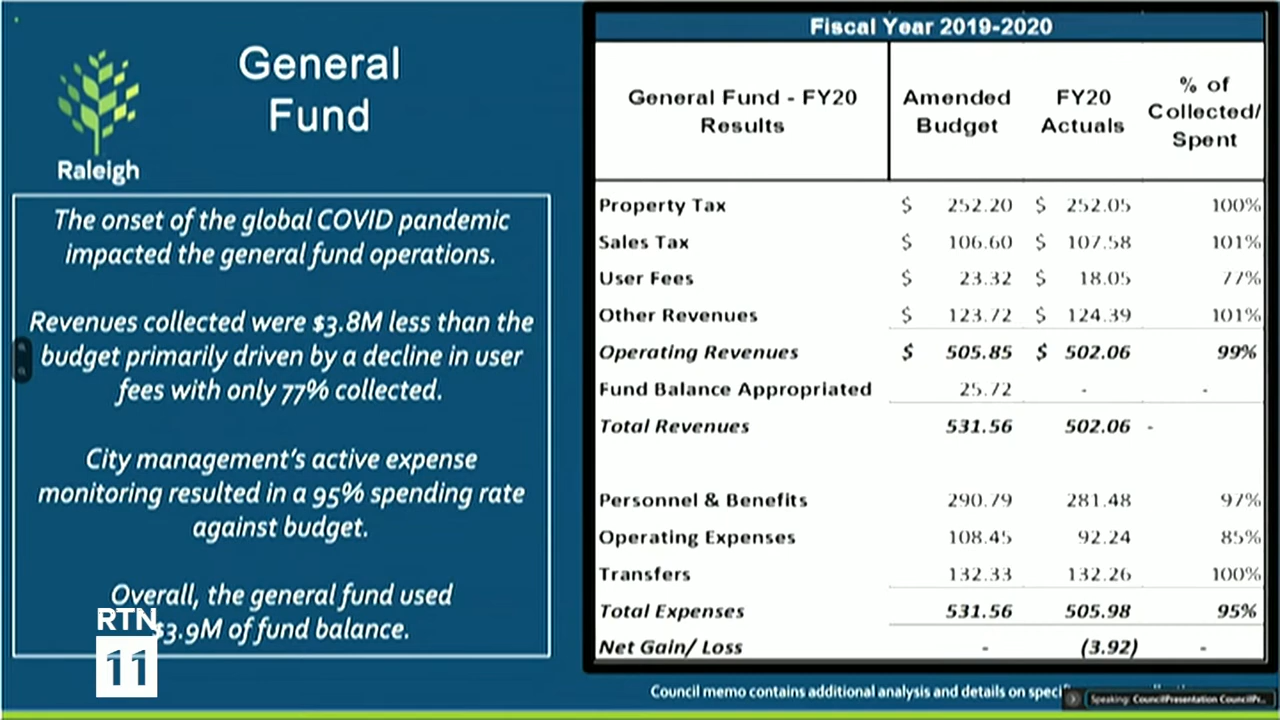 General
Fund
Raleigh
The onset of the global COVID pandemic
impacted the general fund operations.
Revenues collected were $3.8M less than the
budget primarily driven by a decline in user
fees with only 77% collected.
City management's active expense
monitoring resulted in a 95% spending rate
against budget.
Overall, the general fund used
$3.9M of fund balance.
RTN
11
Fiscal Year 2019-2020
General Fund - FY20 Results Amended Budget FY20 Actuals % of Collected/ Spent
Property Tax $ 252.20 $ 252.05 100%
Sales Tax $ 106.60 $ 107.58 101%
User Fees $ 23.32 $ 18.05 77%
Other Revenues $ 123.72 $ 124.39 101%
Operating Revenues $ 505.85 $ 502.06 99%
Fund Balance Appropriated 25.72 - -
Total Revenues 531.56 502.06 -
Personnel & Benefits 290.79 281.48 97%
Operating Expenses 108.45 92.24 85%
Transfers 132.33 132.26 100%
Total Expenses 531.56 505.98 95%
Net Gain/ Loss - (3.92) -
Council memo contains additional analysis and details on
Speaking: CouncilPresentation